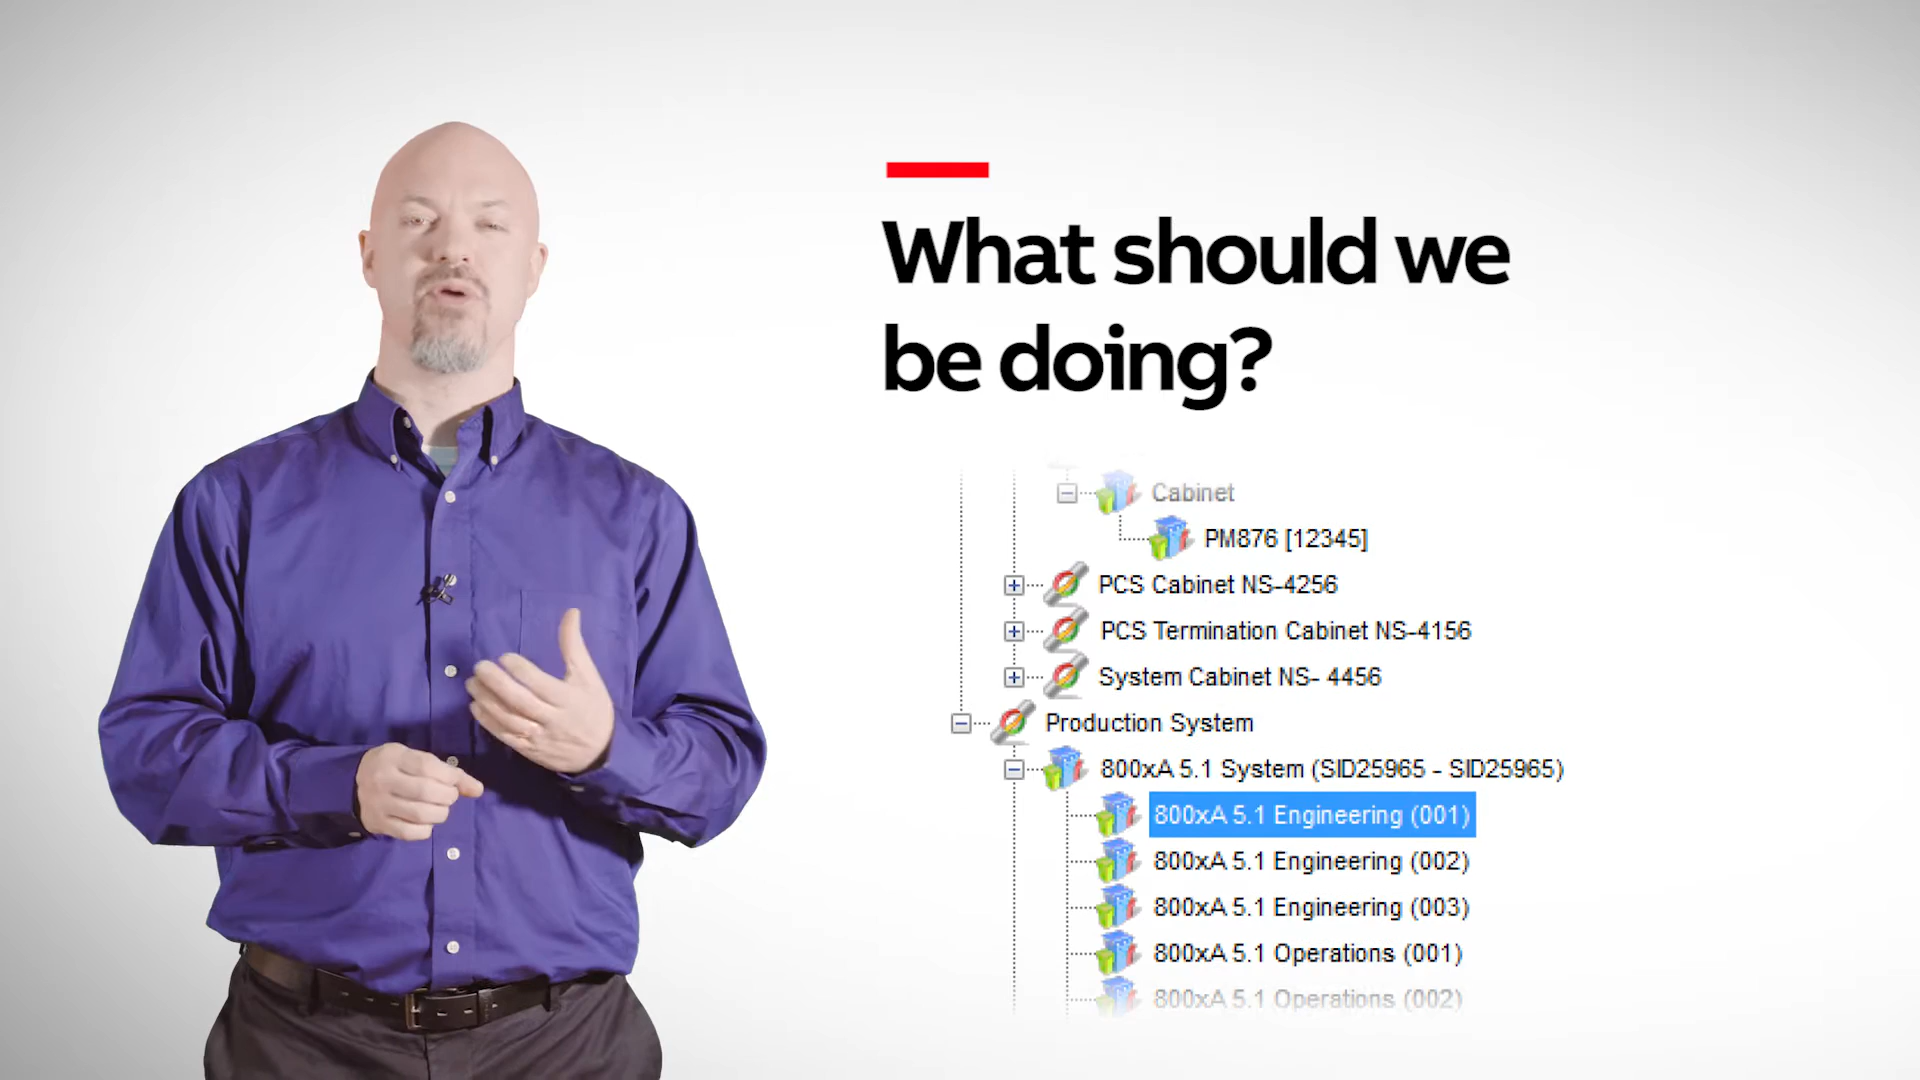 What should we
be doing?
Cabinet
PM876 [12345]
PCS Cabinet NS-4256
PCS Termination Cabinet NS-4156
System Cabinet NS- 4456
Production System
800xA 5.1 System (SID25965 - SID25965)
800xA 5.1 Engineering (001)
800xA 5.1 Engineering (002)
800xA 5.1 Engineering (003)
800xA 5.1 Operations (001)
800xA 5.1 Operations (002)